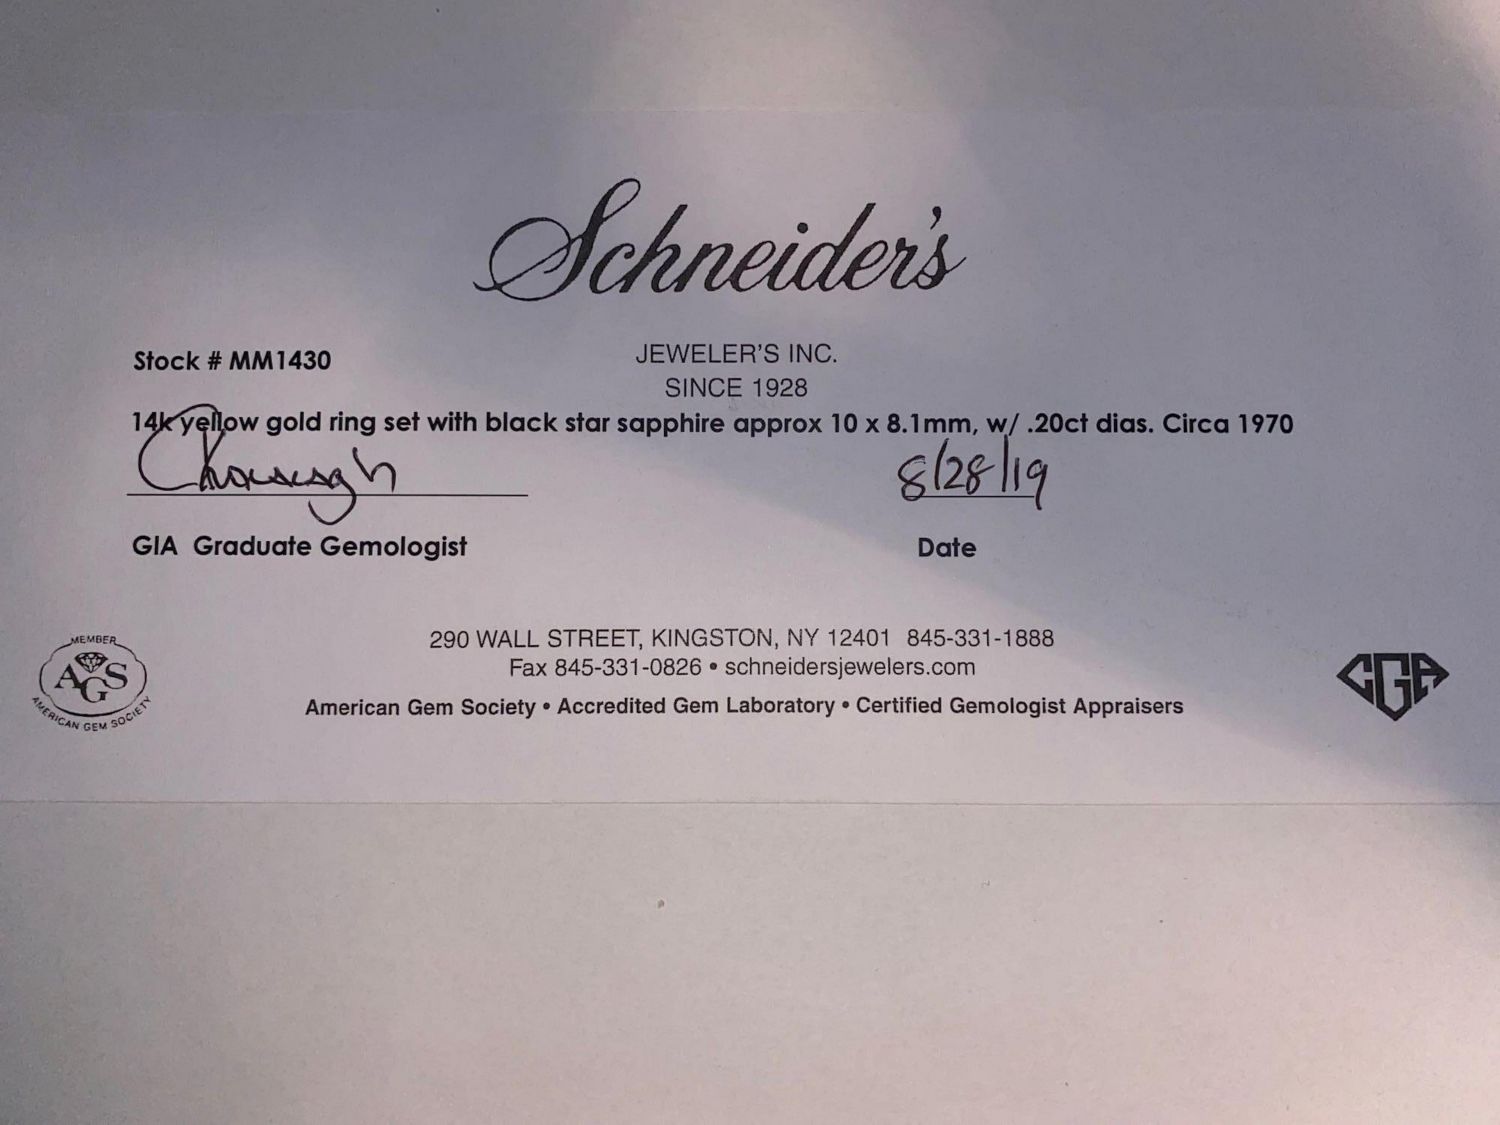 Schneider's
JEWELER'S INC.
SINCE 1928
Stock # MM1430
14k yellow gold ring set with black star sapphire approx 10 x 8.1mm, w/ .20ct dias. Circa 1970
8/28/19
GIA Graduate Gemologist
Date
290 WALL STREET, KINGSTON, NY 12401 845-331-1888
Fax 845-331-0826 • schneidersjewelers.com
American Gem Society • Accredited Gem Laboratory • Certified Gemologist Appraisers
MEMBER
AGS
AMERICAN GEM SOCIETY
CGA